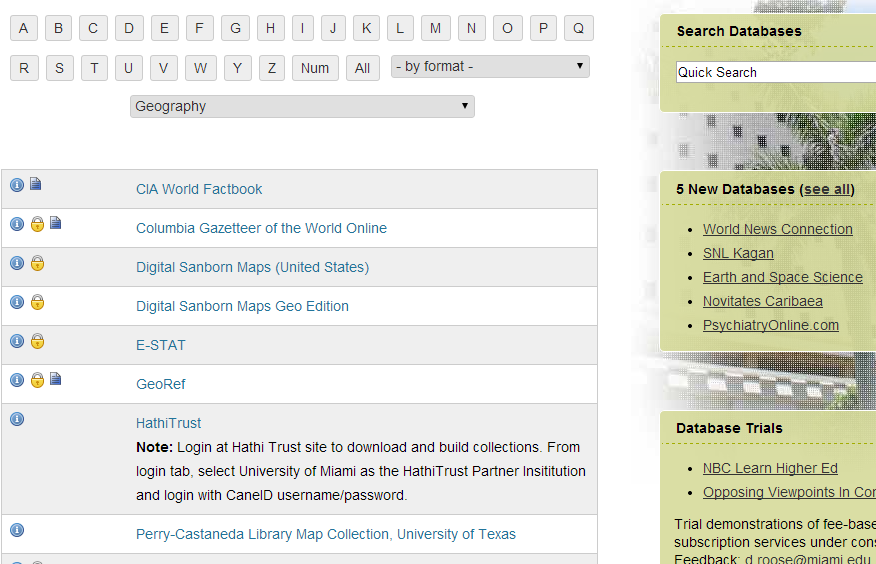 A B C D E F G H I J K L M N O P Q
R S T U V W Y Z Num All - by format -
Geography
CIA World Factbook
Columbia Gazetteer of the World Online
Digital Sanborn Maps (United States)
Digital Sanborn Maps Geo Edition
E-STAT
GeoRef
HathiTrust
Note: Login at Hathi Trust site to download and build collections. From
login tab, select University of Miami as the HathiTrust Partner Insititution
and login with CaneID username/password.
Perry-Castaneda Library Map Collection, University of Texas
Search Databases
Quick Search
5 New Databases (see all)
World News Connection
SNL Kagan
Earth and Space Science
Novitates Caribaea
PsychiatryOnline.com
Database Trials
NBC Learn Higher Ed
Opposing Viewpoints In Con
Trial demonstrations of fee-base
subscription services under cons
Feedback: d.roose@miami.edu